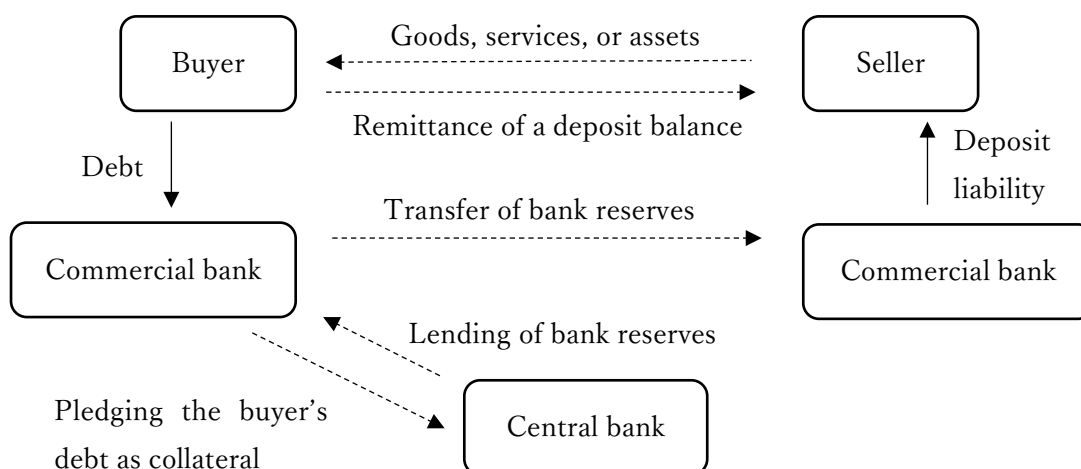 Goods, services, or assets
Buyer
Seller
Remittance of a deposit balance
Debt
Deposit
liability
Transfer of bank reserves
Commercial bank
Commercial bank
Lending of bank reserves
Pledging the buyer’s
debt as collateral
Central bank